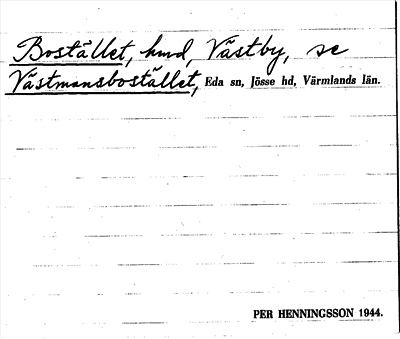 Bostället, hmd, Västby, se
Västmansbostället, Eda sn, Jösse hd, Värmlands län.
PER HENNINGSSON 1944.